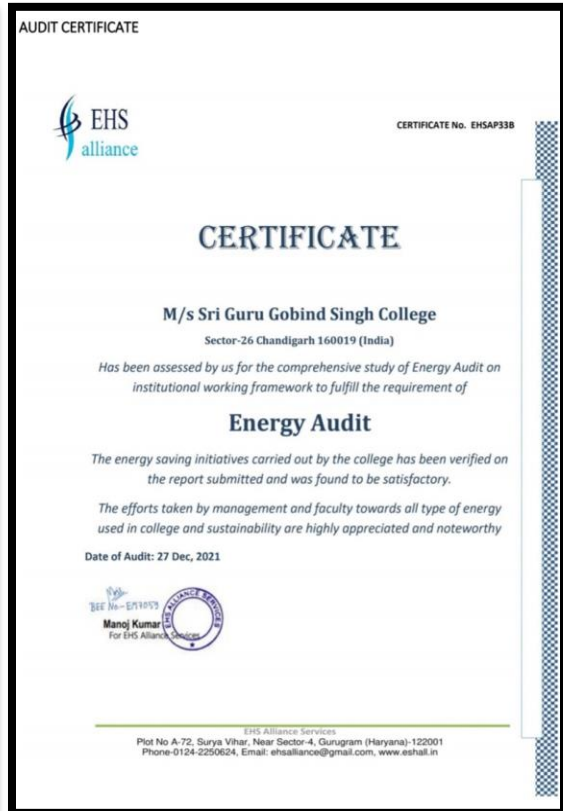 AUDIT CERTIFICATE
EHS
alliance
CERTIFICATE No. EHSAP33B
CERTIFICATE
M/s Sri Guru Gobind Singh College
Sector-26 Chandigarh 160019 (India)
Has been assessed by us for the comprehensive study of Energy Audit on
institutional working framework to fulfill the requirement of
Energy Audit
The energy saving initiatives carried out by the college has been verified on
the report submitted and was found to be satisfactory.
The efforts taken by management and faculty towards all type of energy
used in college and sustainability are highly appreciated and noteworthy
Date of Audit: 27 Dec, 2021
BEE No-EM7059
Manoj Kumar
For EHS Alliance Services
EHS ALLIANCE SERVICES
EHS Alliance Services
Plot No A-72, Surya Vihar, Near Sector-4, Gurugram (Haryana)-122001
Phone-0124-2250624, Email: ehsalliance@gmail.com, www.eshall.in